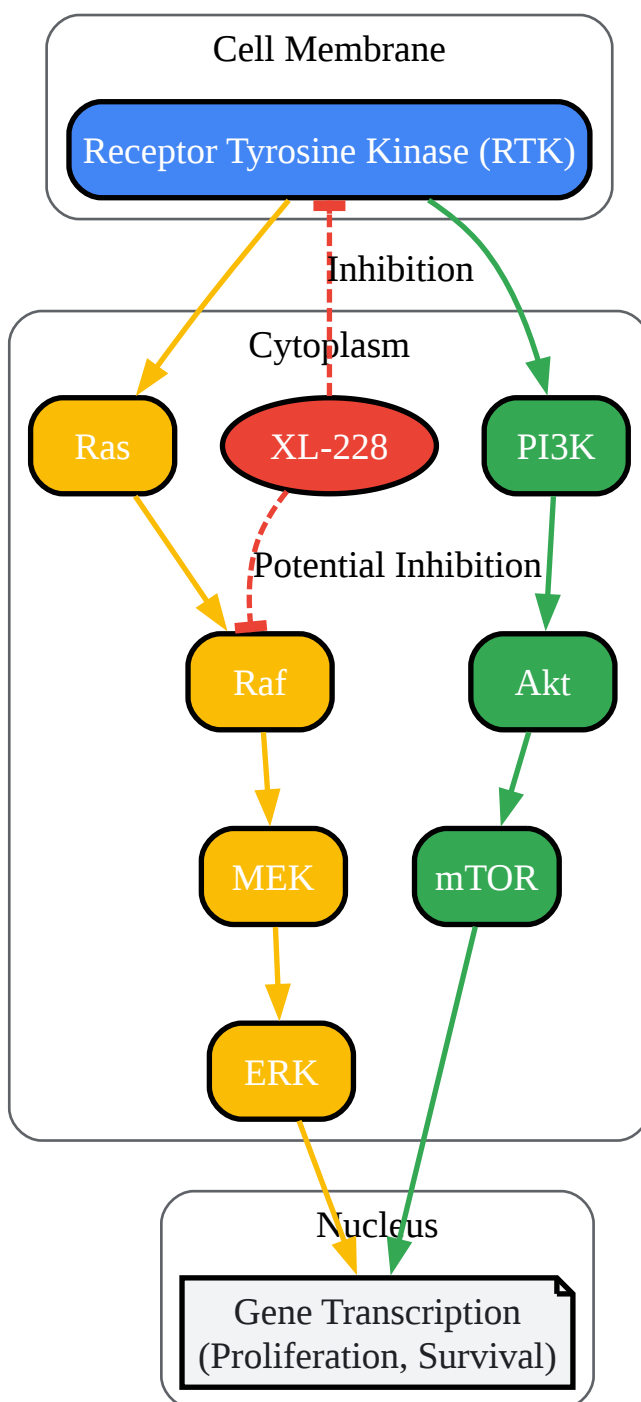 Cell Membrane
Receptor Tyrosine Kinase (RTK)
Inhibition
Cytoplasm
Ras
XL-228
PI3K
Potential Inhibition
Raf
Akt
MEK
mTOR
ERK
Nucleus
Gene Transcription
(Proliferation, Survival)